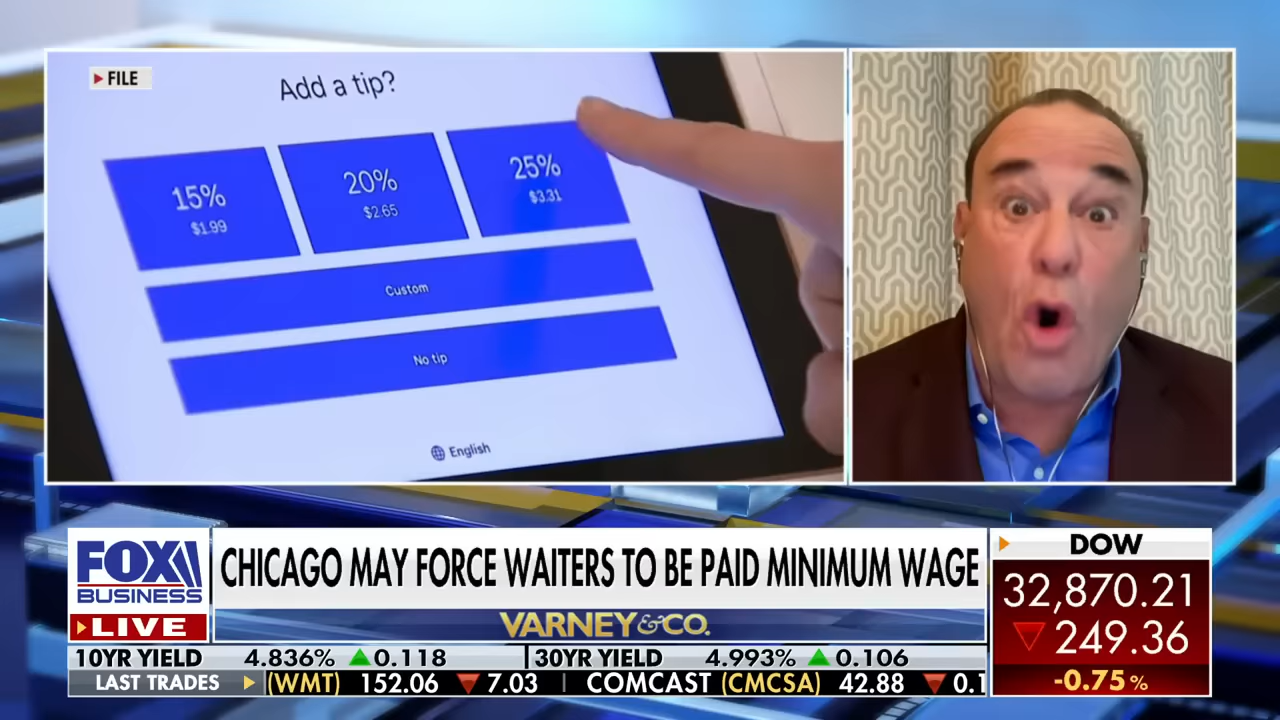 FILE
Add a tip?
15%
$1.99
20%
$2.65
25%
$3.31
Custom
No tip
English
FOX
BUSINESS
LIVE
CHICAGO MAY FORCE WAITERS TO BE PAID MINIMUM WAGE
VARNEY & CO.
DOW
32,870.21
249.36
-0.75%
10YR YIELD 4.836% 0.118 30YR YIELD 4.993% 0.106
LAST TRADES (WMT) 152.06 7.03 COMCAST (CMCSA) 42.88 0.1